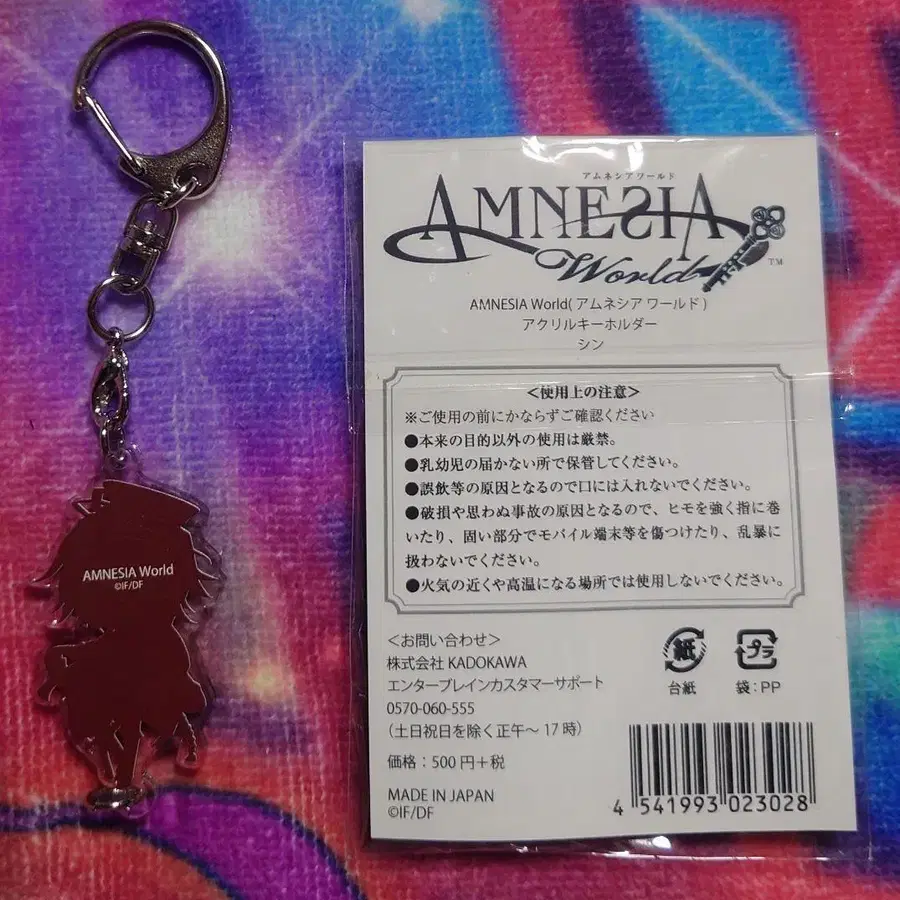 AMNESIA World
©IF/DF
アムネシアワールド
AMNESIA
World
™
AMNESIA World(アムネシア ワールド)
アクリルキーホルダー
シン
＜使用上の注意＞
※ご使用の前にかならずご確認ください
●本来の目的以外の使用は厳禁。
●乳幼児の届かない所で保管してください。
●誤飲等の原因となるので口には入れないでください。
●破損や思わぬ事故の原因となるので、ヒモを強く指に巻
いたり、固い部分でモバイル端末等を傷つけたり、乱暴に
扱わないでください。
●火気の近くや高温になる場所では使用しないでください。
＜お問い合わせ＞
株式会社 KADOKAWA
エンターブレインカスタマーサポート
0570-060-555
（土日祝日を除く正午～17時）
価格：500円＋税
MADE IN JAPAN
©IF/DF
紙
台紙
プラ
袋：PP
4 541993 023028